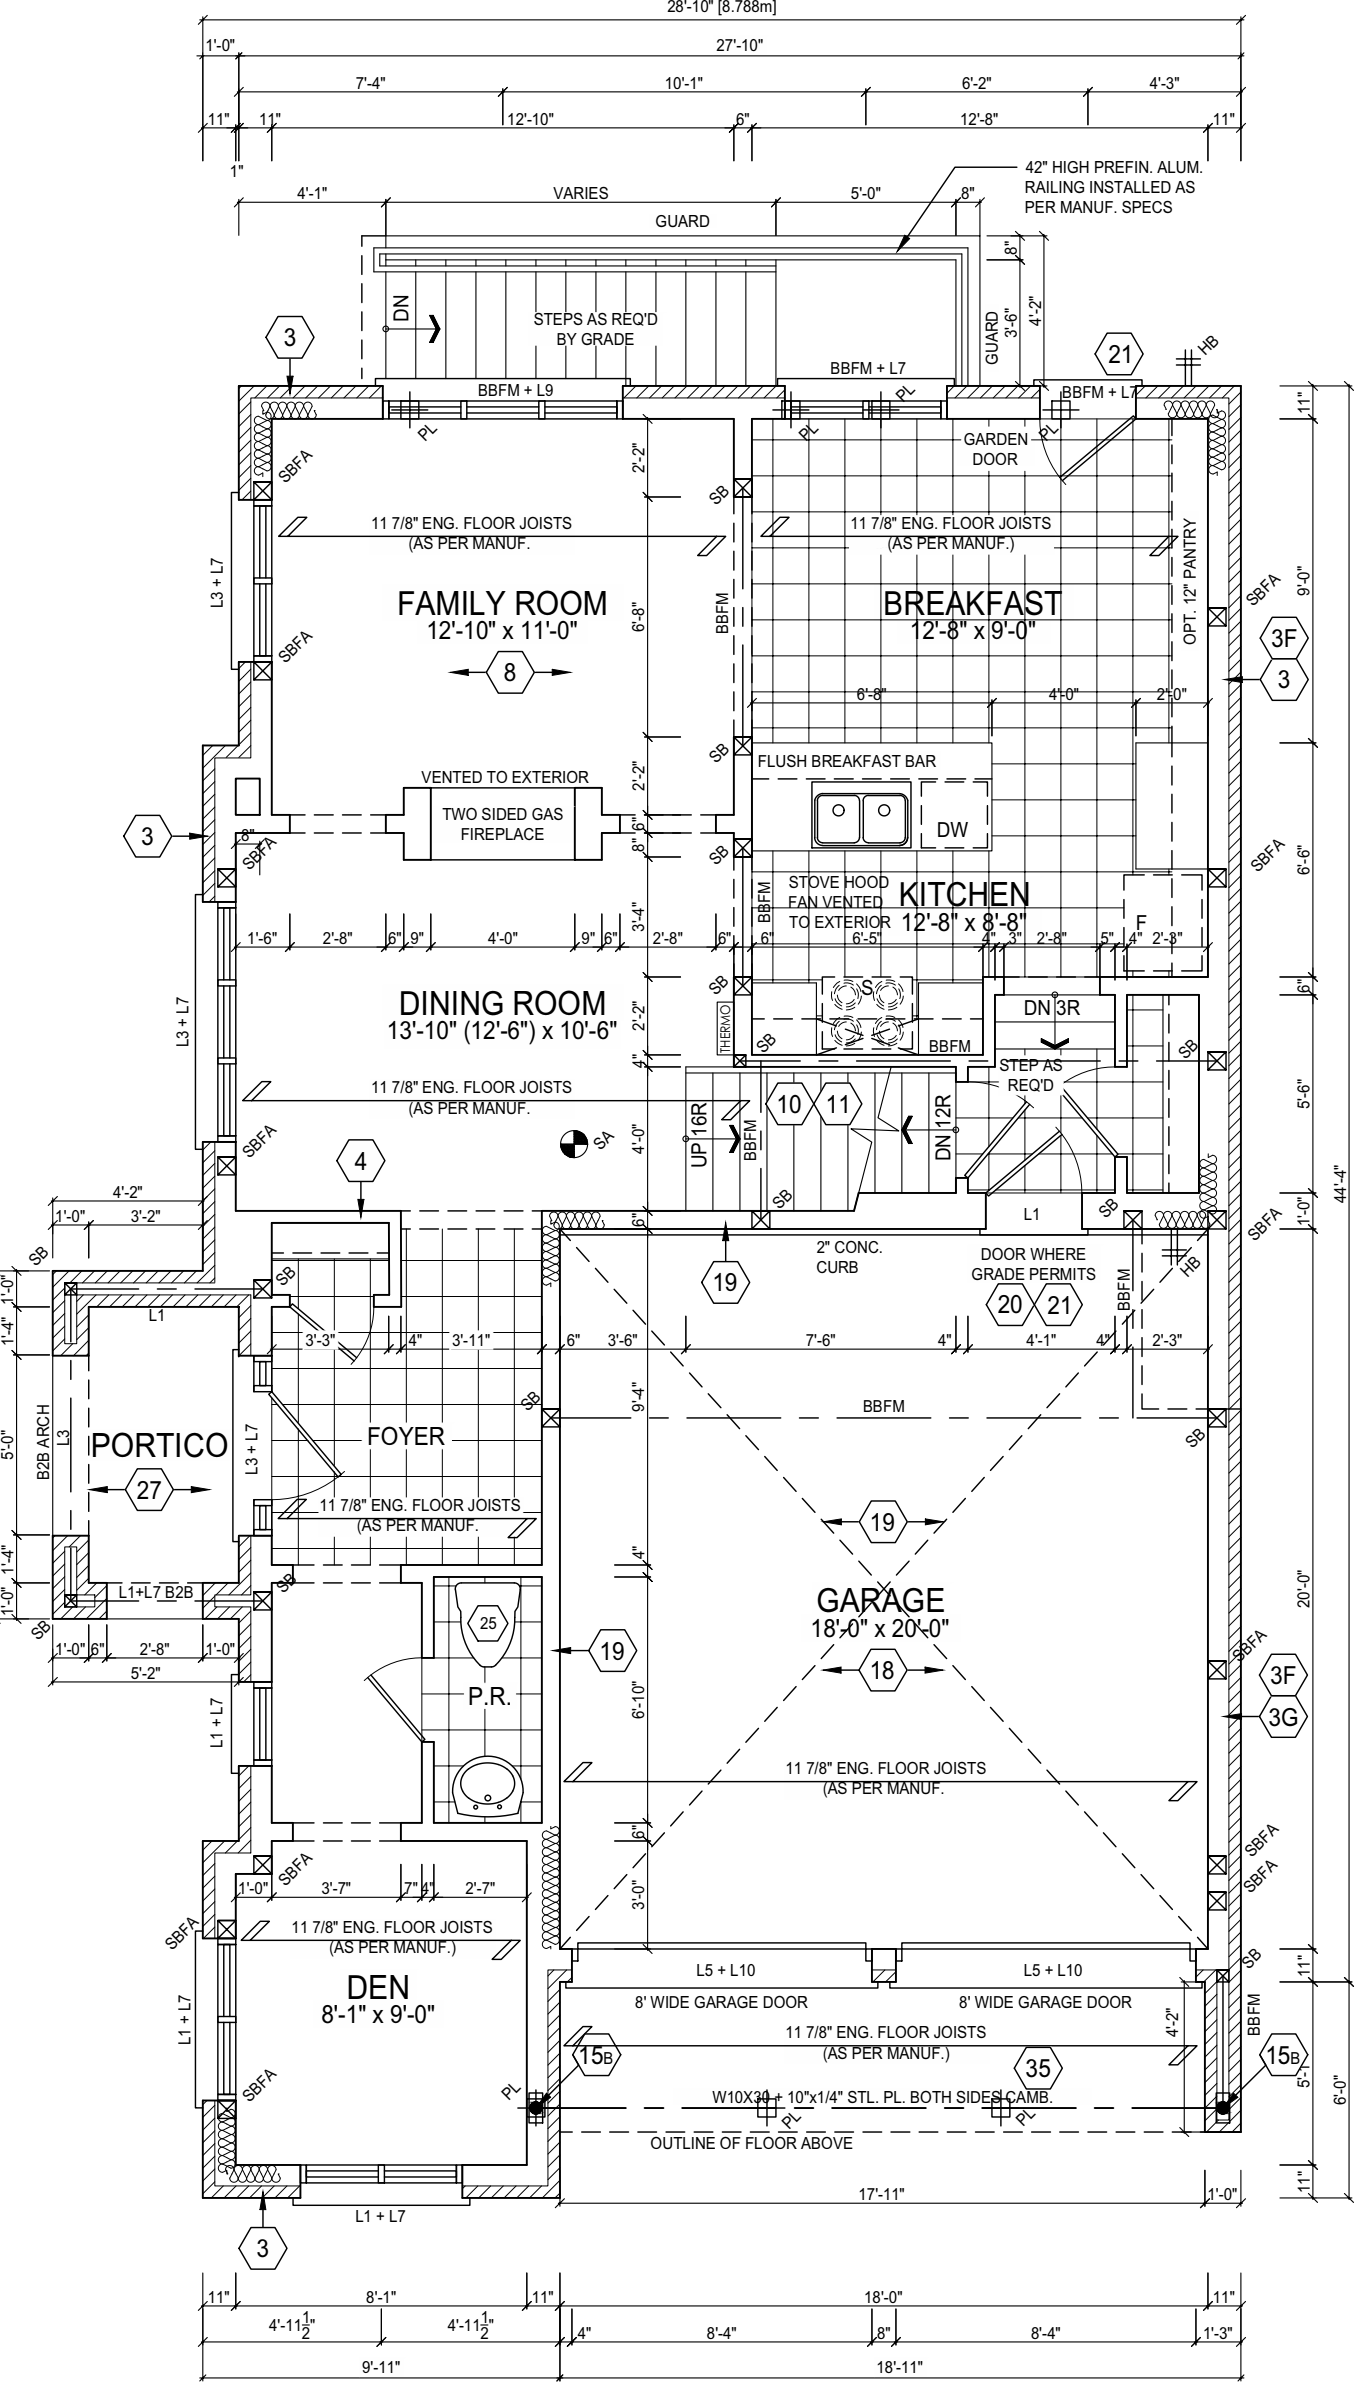 28'-10" [8.788m]
1'-0" 27'-10"
7'-4" 10'-1" 6'-2" 4'-3"
11" 11" 12'-10" 6" 12'-8" 11"
1"
42" HIGH PREFIN. ALUM.
RAILING INSTALLED AS
PER MANUF. SPECS
4'-1" VARIES 5'-0" 8"
GUARD
8"
DN
STEPS AS REQ'D
BY GRADE
GUARD
3'-6"
4'-2"
3
21
HB
BBFM + L9
BBFM + L7
BBFM + L7
11"
PL
PL
PL
PL
GARDEN
DOOR
SBFA
2'-2"
SB
11 7/8" ENG. FLOOR JOISTS
(AS PER MANUF.
11 7/8" ENG. FLOOR JOISTS
(AS PER MANUF.)
L3 + L7
OPT. 12" PANTRY
9'-0"
SBFA
FAMILY ROOM
12'-10" x 11'-0"
6'-8"
BBFM
BREAKFAST
12'-8" x 9'-0"
SBFA
3F
3
8
6'-8" 4'-0" 2'-0"
SB
FLUSH BREAKFAST BAR
VENTED TO EXTERIOR
2'-2"
TWO SIDED GAS
FIREPLACE
DW
3
8"
SBFA
6"
8"
SB
SBFA
6'-6"
BBFM
STOVE HOOD
FAN VENTED
TO EXTERIOR
KITCHEN
12'-8" x 8'-8"
F
3'-4"
1'-6" 2'-8" 6" 9" 4'-0" 9" 6" 2'-8" 6" 6" 6'-5" 4" 3" 2'-8" 5" 4" 2'-3"
SB
S
6"
L3 + L7
DINING ROOM
13'-10" (12'-6") x 10'-6"
2'-2"
THERMO
DN 3R
4"
SB
BBFM
STEP AS
REQ'D
SB
11 7/8" ENG. FLOOR JOISTS
(AS PER MANUF.
5'-6"
10
11
UP 16R
BBFM
DN 12R
SBFA
SA
4'-0"
4
44'-4"
4'-2"
1'-0" 3'-2"
SB
SB
L1
6"
1'-0"
SBFA
2" CONC.
CURB
DOOR WHERE
GRADE PERMITS
HB
SB
SB
19
20
21
BBFM
1'-0"
L1
1'-4"
3'-3" 4" 3'-11" 6" 3'-6" 7'-6" 4" 4'-1" 4" 2'-3"
9'-4"
SB
BBFM
SB
5'-0"
B2B ARCH
L3
PORTICO
27
L3 + L7
FOYER
11 7/8" ENG. FLOOR JOISTS
(AS PER MANUF.
19
4"
1'-4"
L1+L7 B2B
SB
1'-0"
SB
GARAGE
18'-0" x 20'-0"
20'-0"
25
1'-0" 6" 2'-8" 1'-0"
5'-2"
19
18
SBFA
3F
3G
P.R.
6'-10"
L1 + L7
11 7/8" ENG. FLOOR JOISTS
(AS PER MANUF.
6"
SBFA
SBFA
SBFA
1'-0" 3'-7" 7" 4" 2'-7"
3'-0"
SBFA
11 7/8" ENG. FLOOR JOISTS
(AS PER MANUF.)
SB
L5 + L10
L5 + L10
11"
DEN
8'-1" x 9'-0"
8' WIDE GARAGE DOOR
8' WIDE GARAGE DOOR
L1 + L7
4'-2"
BBFM
11 7/8" ENG. FLOOR JOISTS
(AS PER MANUF.)
15B
35
15B
5'-1"
6'-0"
SBFA
PL
W10X30 + 10"x1/4" STL. PL. BOTH SIDES CAMB.
PL
PL
OUTLINE OF FLOOR ABOVE
11"
17'-11" 1'-0"
L1 + L7
3
11" 8'-1" 11" 18'-0" 11"
4'-11 1/2" 4'-11 1/2" 4" 8'-4" 8" 8'-4" 1'-3"
9'-11" 18'-11"